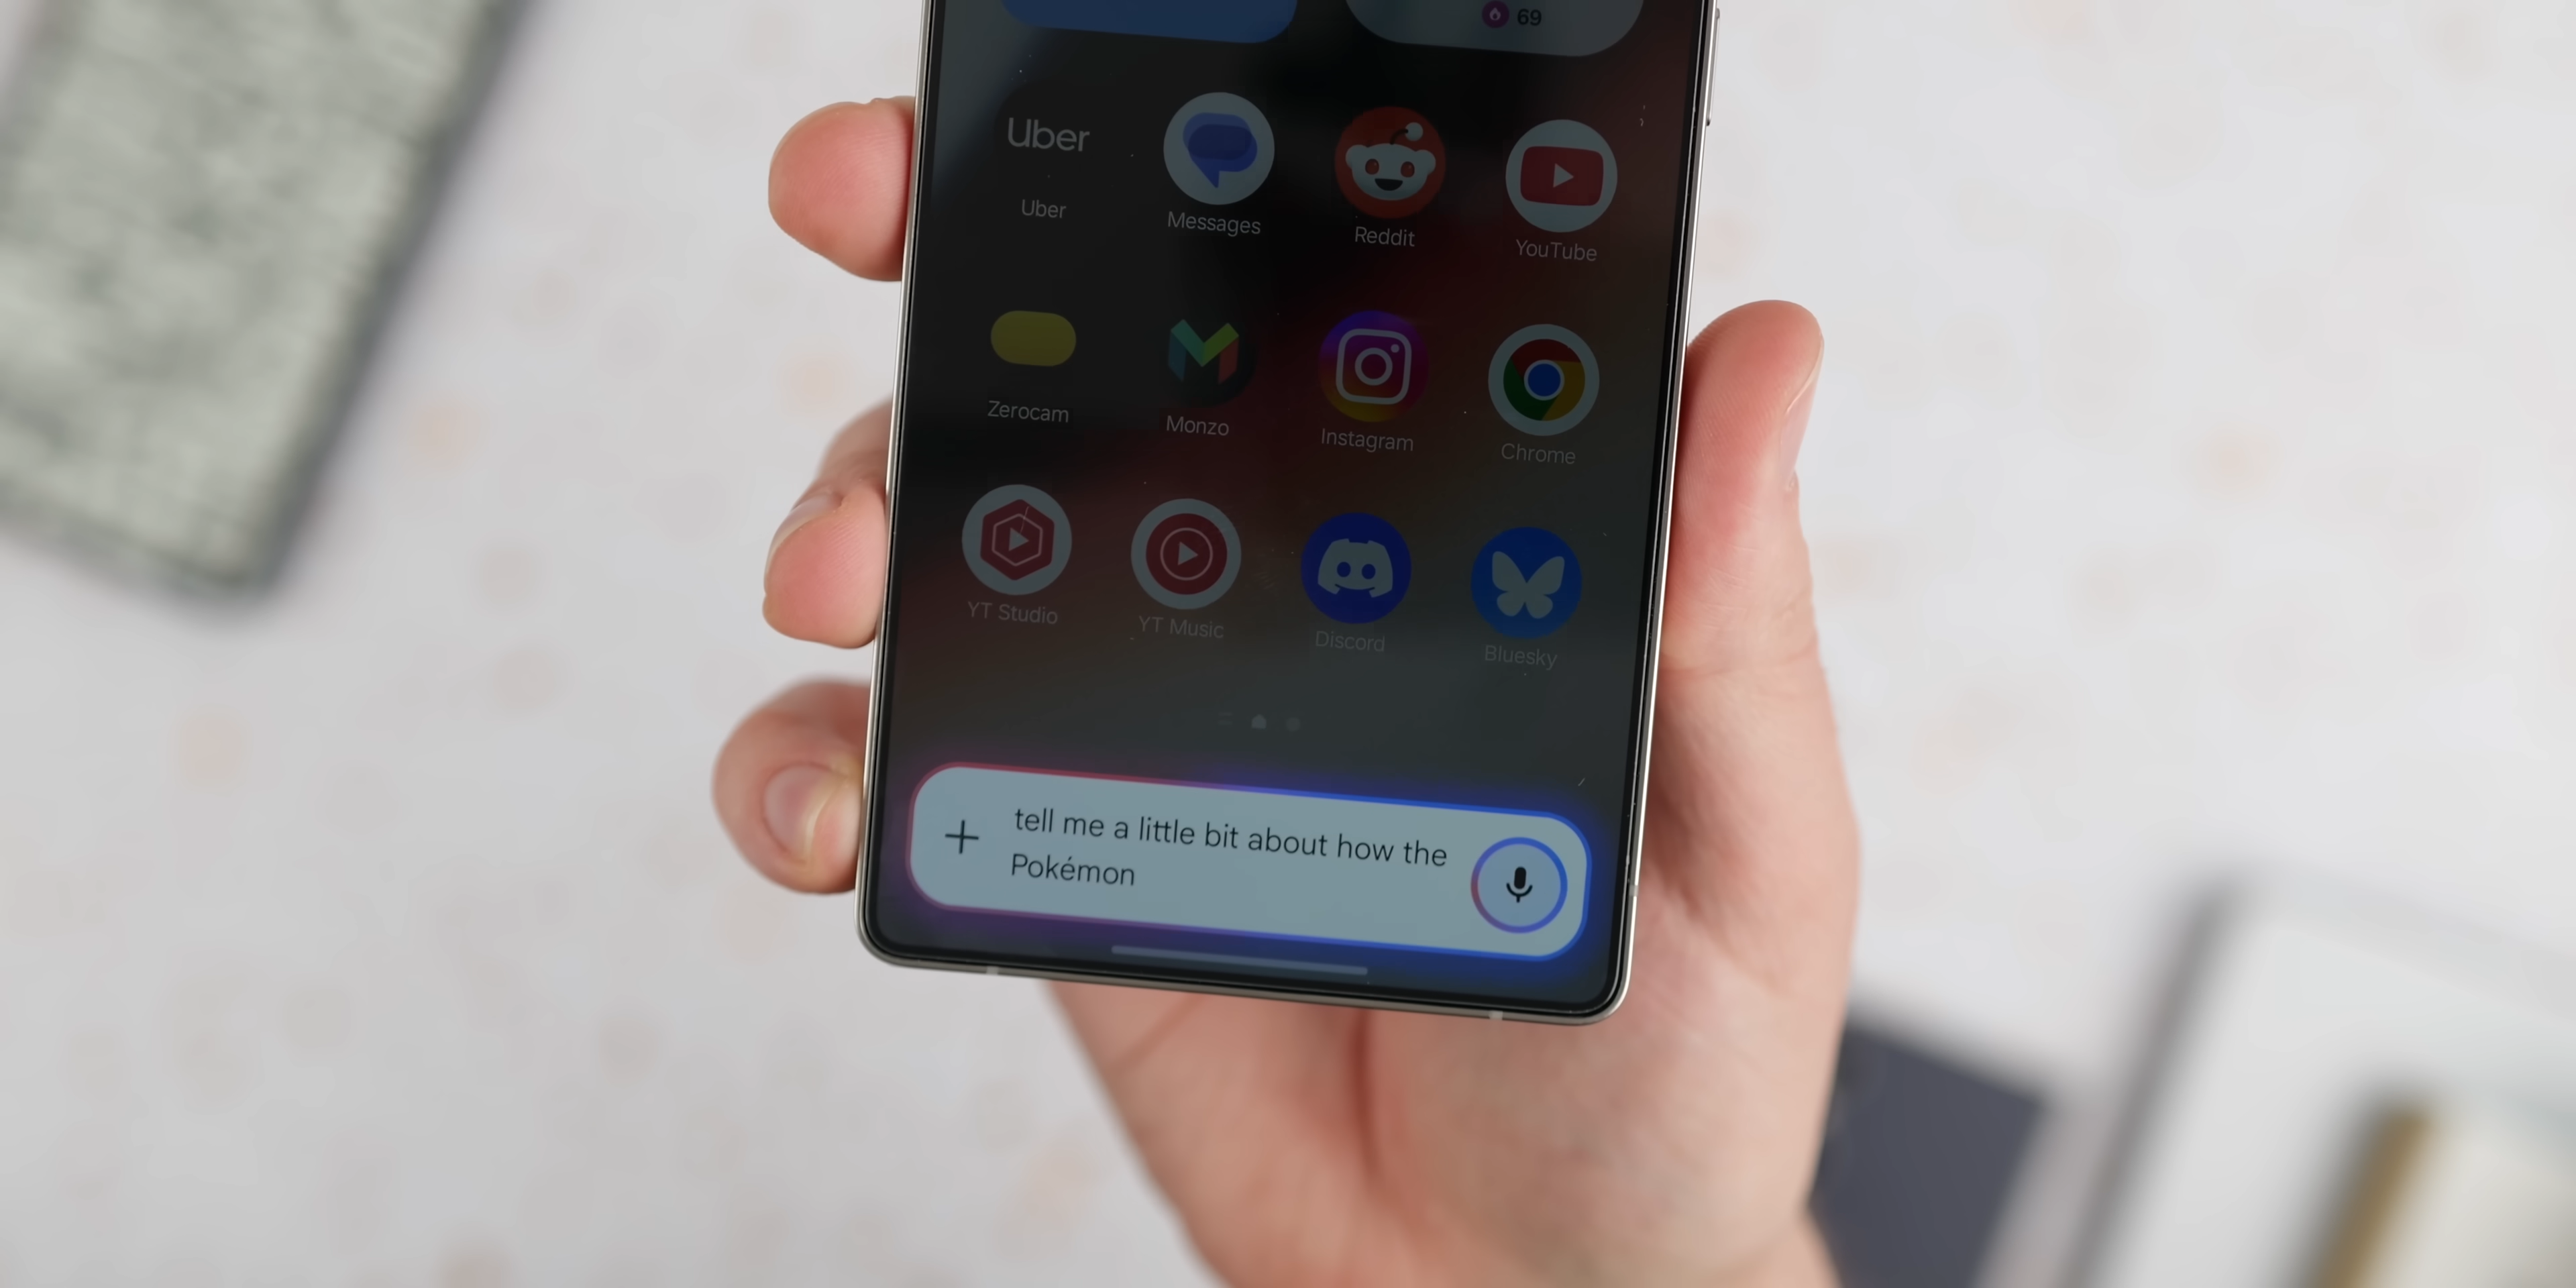 69
Uber
Uber
Messages
Reddit
YouTube
Zerocam
Monzo
Instagram
Chrome
YT Studio
YT Music
Discord
Bluesky
tell me a little bit about how the
Pokémon